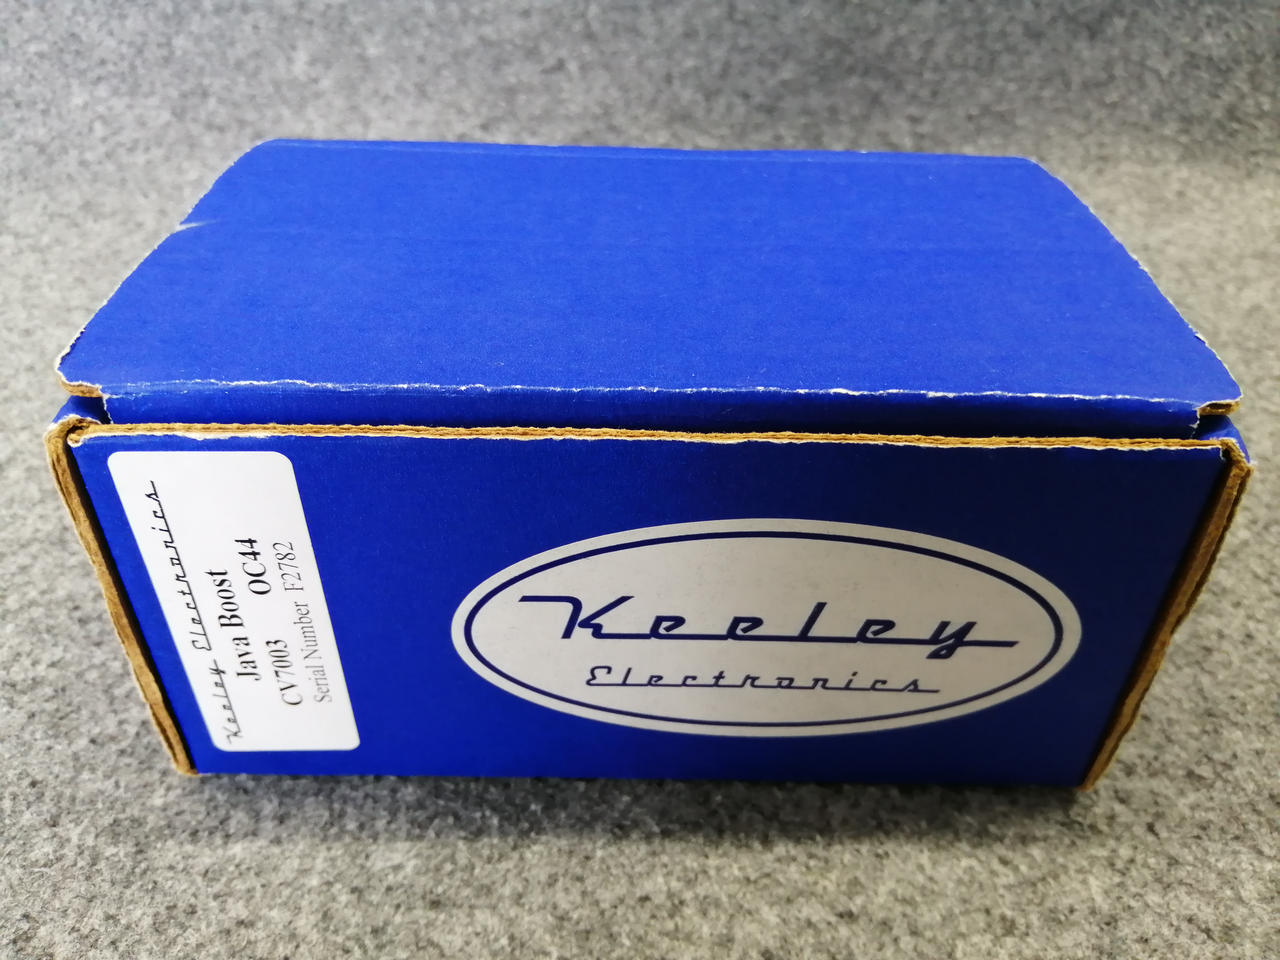 Keeley Electronics
Java Boost
CV7003 OC44
Serial Number F2782
Keeley
Electronics